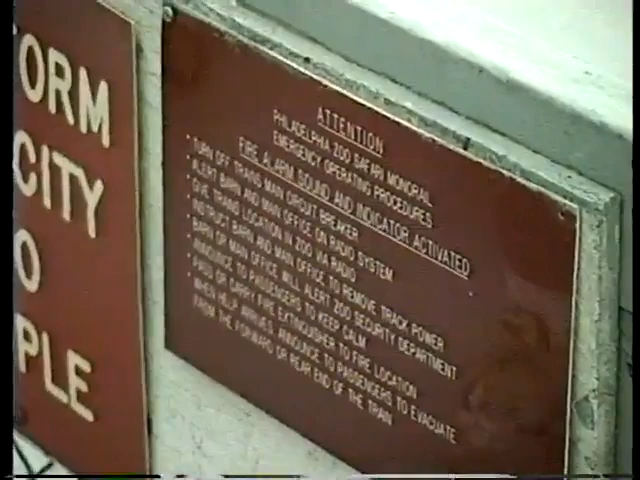 ORM
CITY
O
PLE
ATTENTION
PHILADELPHIA ZOO SAFARI MONORAIL
EMERGENCY OPERATING PROCEDURES
FIRE ALARM SOUND AND INDICATOR ACTIVATED
• TURN OFF TRAINS MAIN CIRCUIT BREAKER
• ALERT BARN AND MAIN OFFICE ON RADIO SYSTEM
• GIVE TRAINS LOCATION IN ZOO VIA RADIO
• INSTRUCT BARN AND MAIN OFFICE TO REMOVE TRACK POWER
• BARN OR MAIN OFFICE WILL ALERT ZOO SECURITY DEPARTMENT
• ANNOUNCE TO PASSENGERS TO KEEP CALM
• PASS OR CARRY FIRE EXTINGUISHER TO FIRE LOCATION
• WHEN HELP ARRIVES ANNOUNCE TO PASSENGERS TO EVACUATE
FROM THE FORWARD OR REAR END OF THE TRAIN